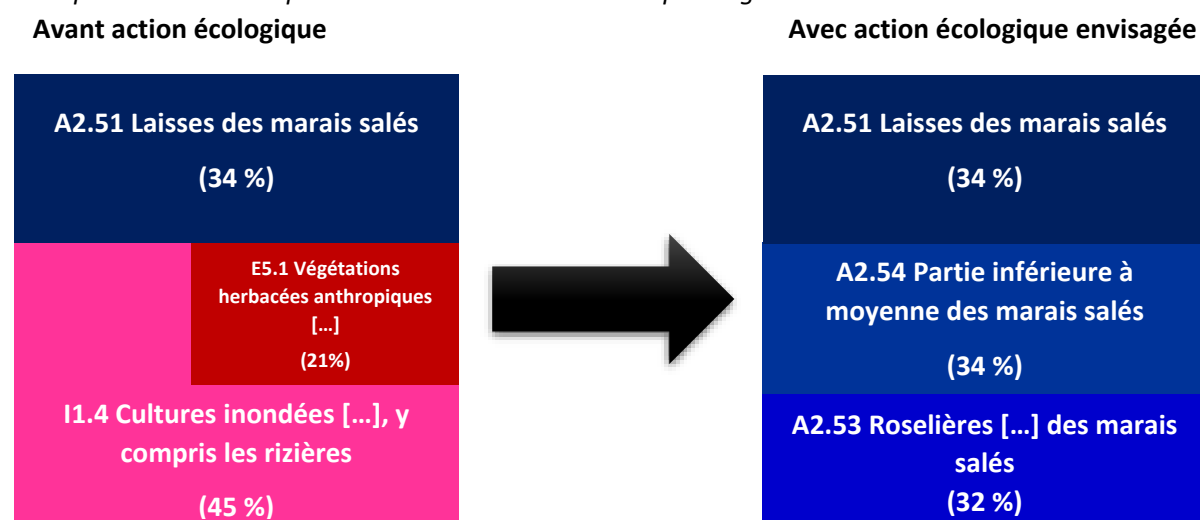 Avant action écologique
Avec action écologique envisagée
A2.51 Laisses des marais salés
(34 %)
E5.1 Végétations
herbacées anthropiques
[…]
(21%)
I1.4 Cultures inondées […], y
compris les rizières
(45 %)
A2.51 Laisses des marais salés
(34 %)
A2.54 Partie inférieure à
moyenne des marais salés
(34 %)
A2.53 Roselières […] des marais
salés
(32 %)